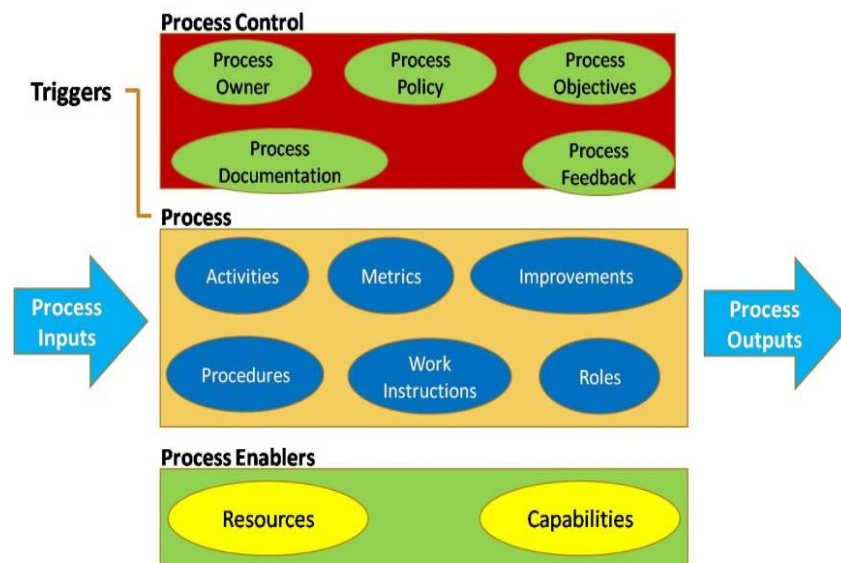 Process Control
Process
Owner
Process
Policy
Process
Objectives
Triggers
Process
Documentation
Process
Feedback
Process
Activities
Metrics
Improvements
Process
Inputs
Process
Outputs
Procedures
Work
Instructions
Roles
Process Enablers
Resources
Capabilities